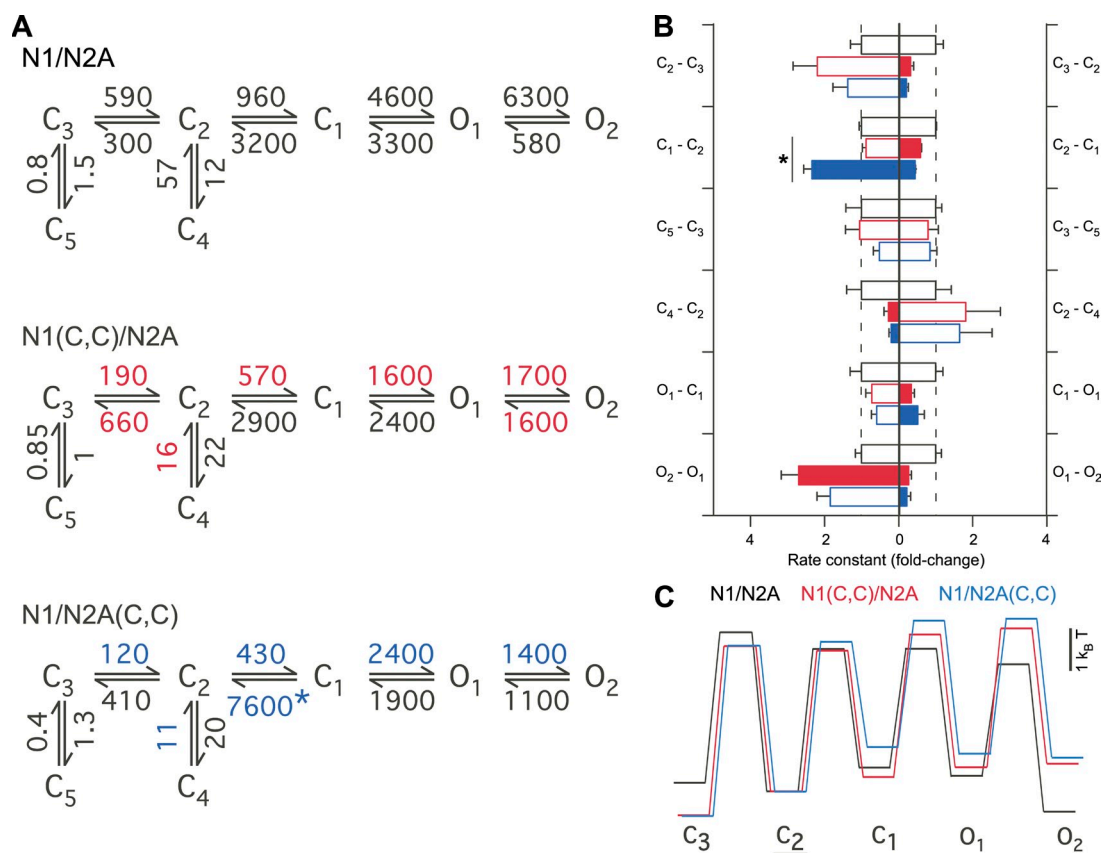 A
N1/N2A
590 960 4600 6300
C3 C2 C1 O1 O2
300 3200 3300 580
0.8 1.5 57 12
C5 C4
N1(C,C)/N2A
190 570 1600 1700
C3 C2 C1 O1 O2
660 2900 2400 1600
0.85 1 16 22
C5 C4
N1/N2A(C,C)
120 430 2400 1400
C3 C2 C1 O1 O2
410 7600* 1900 1100
0.4 1.3 11 20
C5 C4
B
C2 - C3 C3 - C2
C1 - C2 C2 - C1
*
C5 - C3 C3 - C5
C4 - C2 C2 - C4
O1 - C1 C1 - O1
O2 - O1 O1 - O2
4 2 0 2 4
Rate constant (fold-change)
C
N1/N2A N1(C,C)/N2A N1/N2A(C,C)
1 kBT
C3 C2 C1 O1 O2